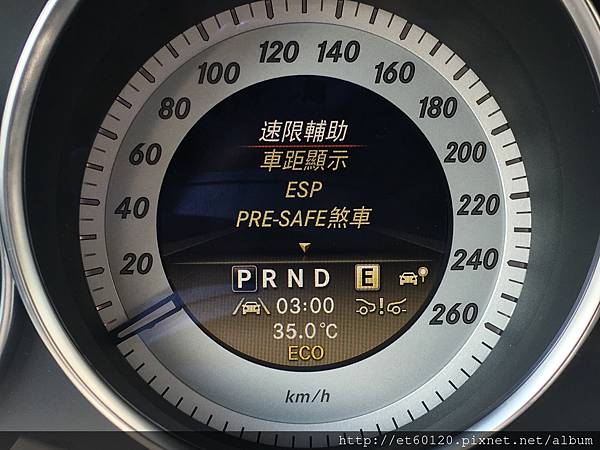 120 140
100 160
80 180
60 200
40 220
20 240
260
速限輔助
車距顯示
ESP
PRE-SAFE煞車
P R N D E
03:00
35.0°C
ECO
km/h
http://et60120.pixnet.net/album